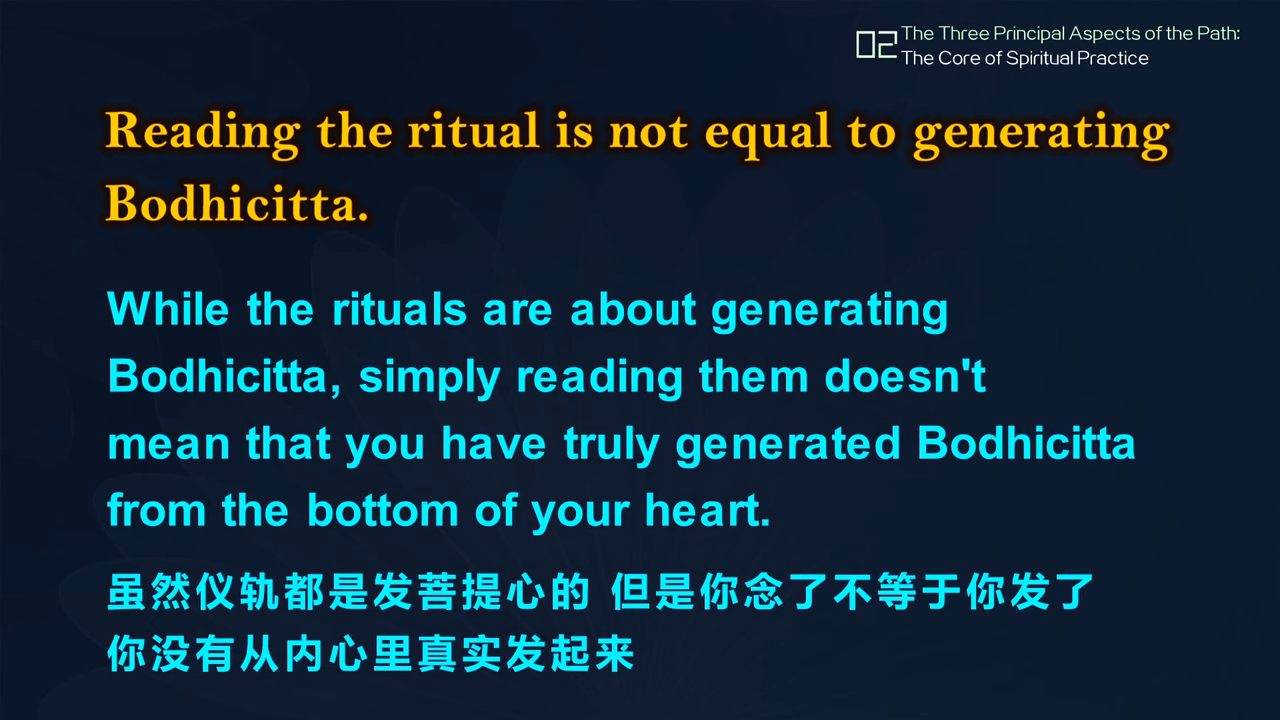 02
The Three Principal Aspects of the Path:
The Core of Spiritual Practice
Reading the ritual is not equal to generating
Bodhicitta.
While the rituals are about generating
Bodhicitta, simply reading them doesn't
mean that you have truly generated Bodhicitta
from the bottom of your heart.
虽然仪轨都是发菩提心的 但是你念了不等于你发了
你没有从内心里真实发起来